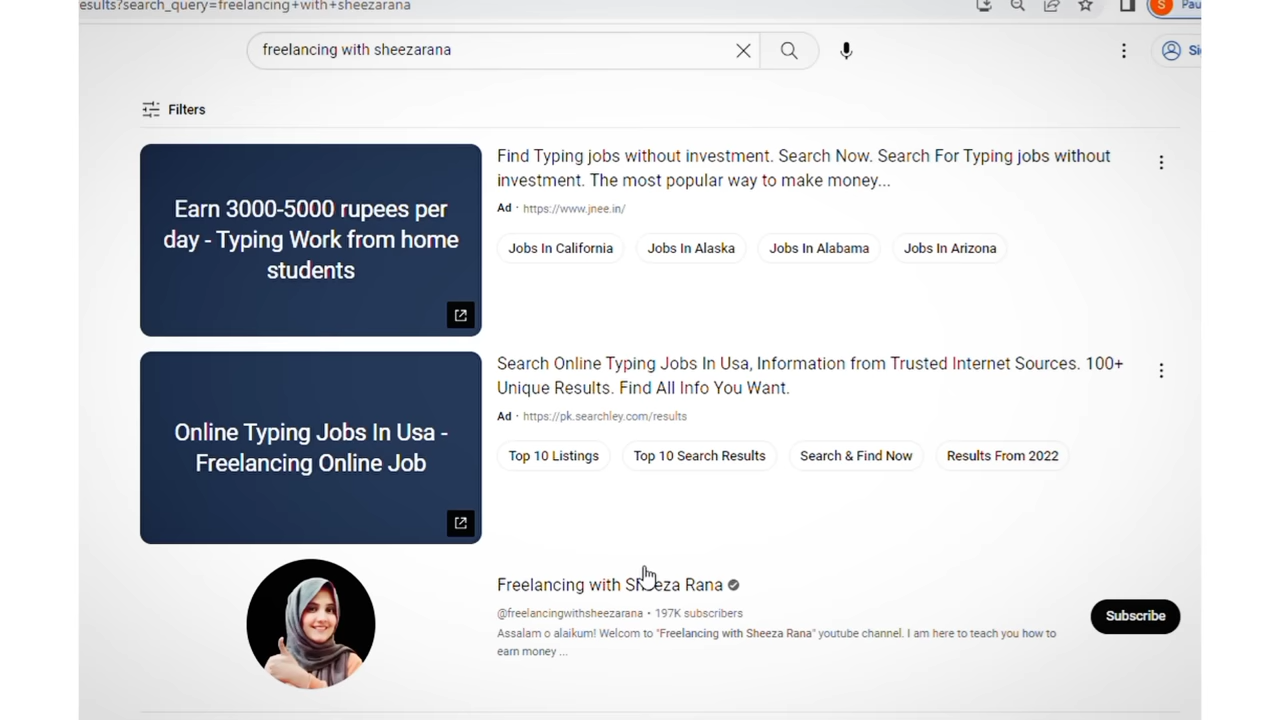 esults?search_query=freelancing+with+sheezarana
S
Pau
freelancing with sheezarana
Filters
Earn 3000-5000 rupees per
day - Typing Work from home
students
Find Typing jobs without investment. Search Now. Search For Typing jobs without
investment. The most popular way to make money...
Ad · https://www.jnee.in/
Jobs In California
Jobs In Alaska
Jobs In Alabama
Jobs In Arizona
Online Typing Jobs In Usa -
Freelancing Online Job
Search Online Typing Jobs In Usa, Information from Trusted Internet Sources. 100+
Unique Results. Find All Info You Want.
Ad · https://pk.searchley.com/results
Top 10 Listings
Top 10 Search Results
Search & Find Now
Results From 2022
Freelancing with Sheeza Rana
@freelancingwithsheezarana • 197K subscribers
Assalam o alaikum! Welcom to "Freelancing with Sheeza Rana" youtube channel. I am here to teach you how to
earn money ...
Subscribe